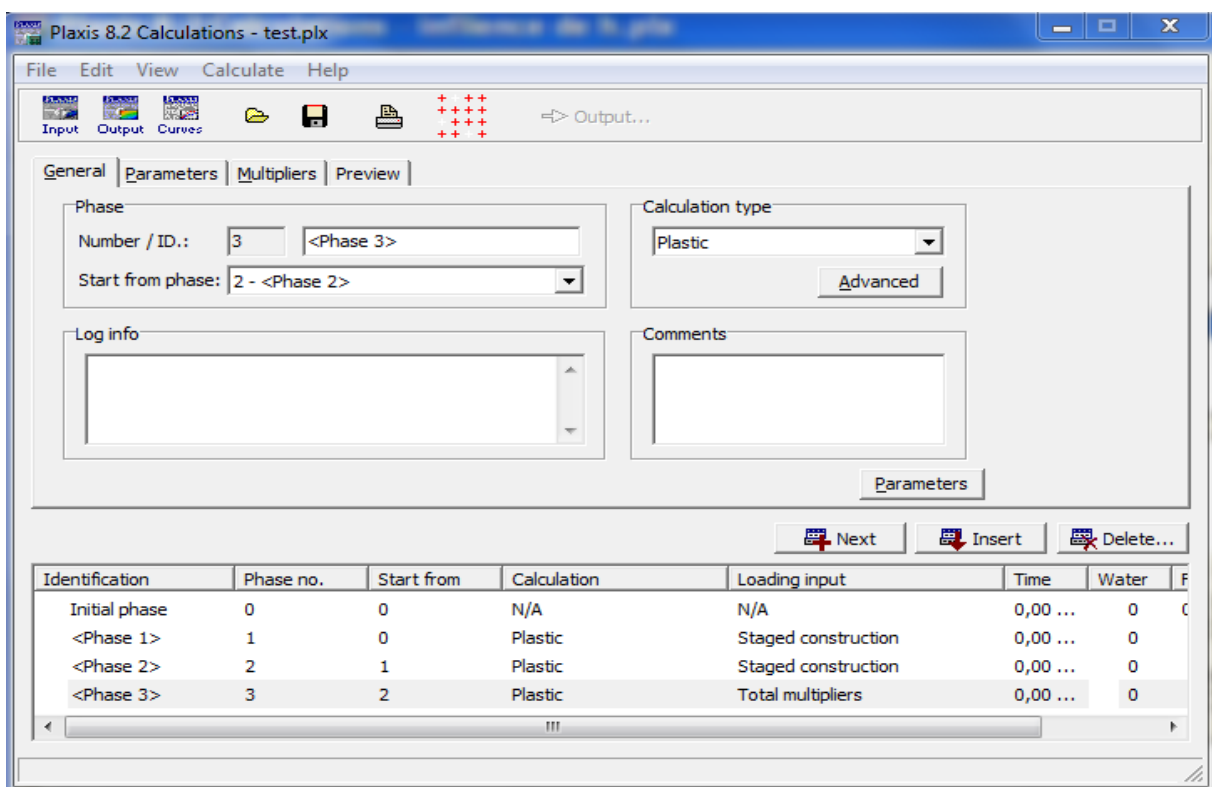 Plaxis 8.2 Calculations - test.plx
File Edit View Calculate Help
Input Output Curves Output...
General Parameters Multipliers Preview
Phase
Number / ID.: 3 <Phase 3>
Start from phase: 2 - <Phase 2>
Calculation type
Plastic
Advanced
Log info
Comments
Parameters
Next Insert Delete...
Identification Phase no. Start from Calculation Loading input Time Water F
Initial phase 0 0 N/A N/A 0,00 ... 0
<Phase 1> 1 0 Plastic Staged construction 0,00 ... 0
<Phase 2> 2 1 Plastic Staged construction 0,00 ... 0
<Phase 3> 3 2 Plastic Total multipliers 0,00 ... 0